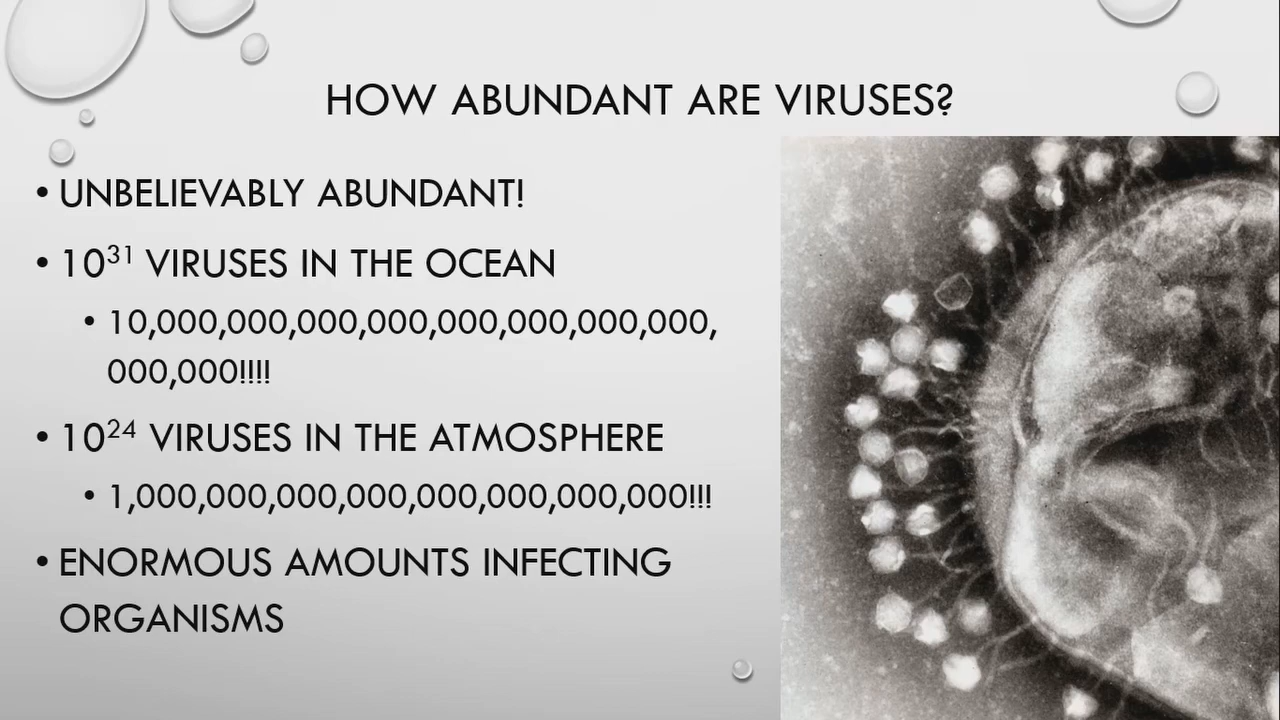 HOW ABUNDANT ARE VIRUSES?
• UNBELIEVABLY ABUNDANT!
• 10³¹ VIRUSES IN THE OCEAN
• 10,000,000,000,000,000,000,000,000,
000,000!!!!
• 10²⁴ VIRUSES IN THE ATMOSPHERE
• 1,000,000,000,000,000,000,000,000!!!
• ENORMOUS AMOUNTS INFECTING
ORGANISMS